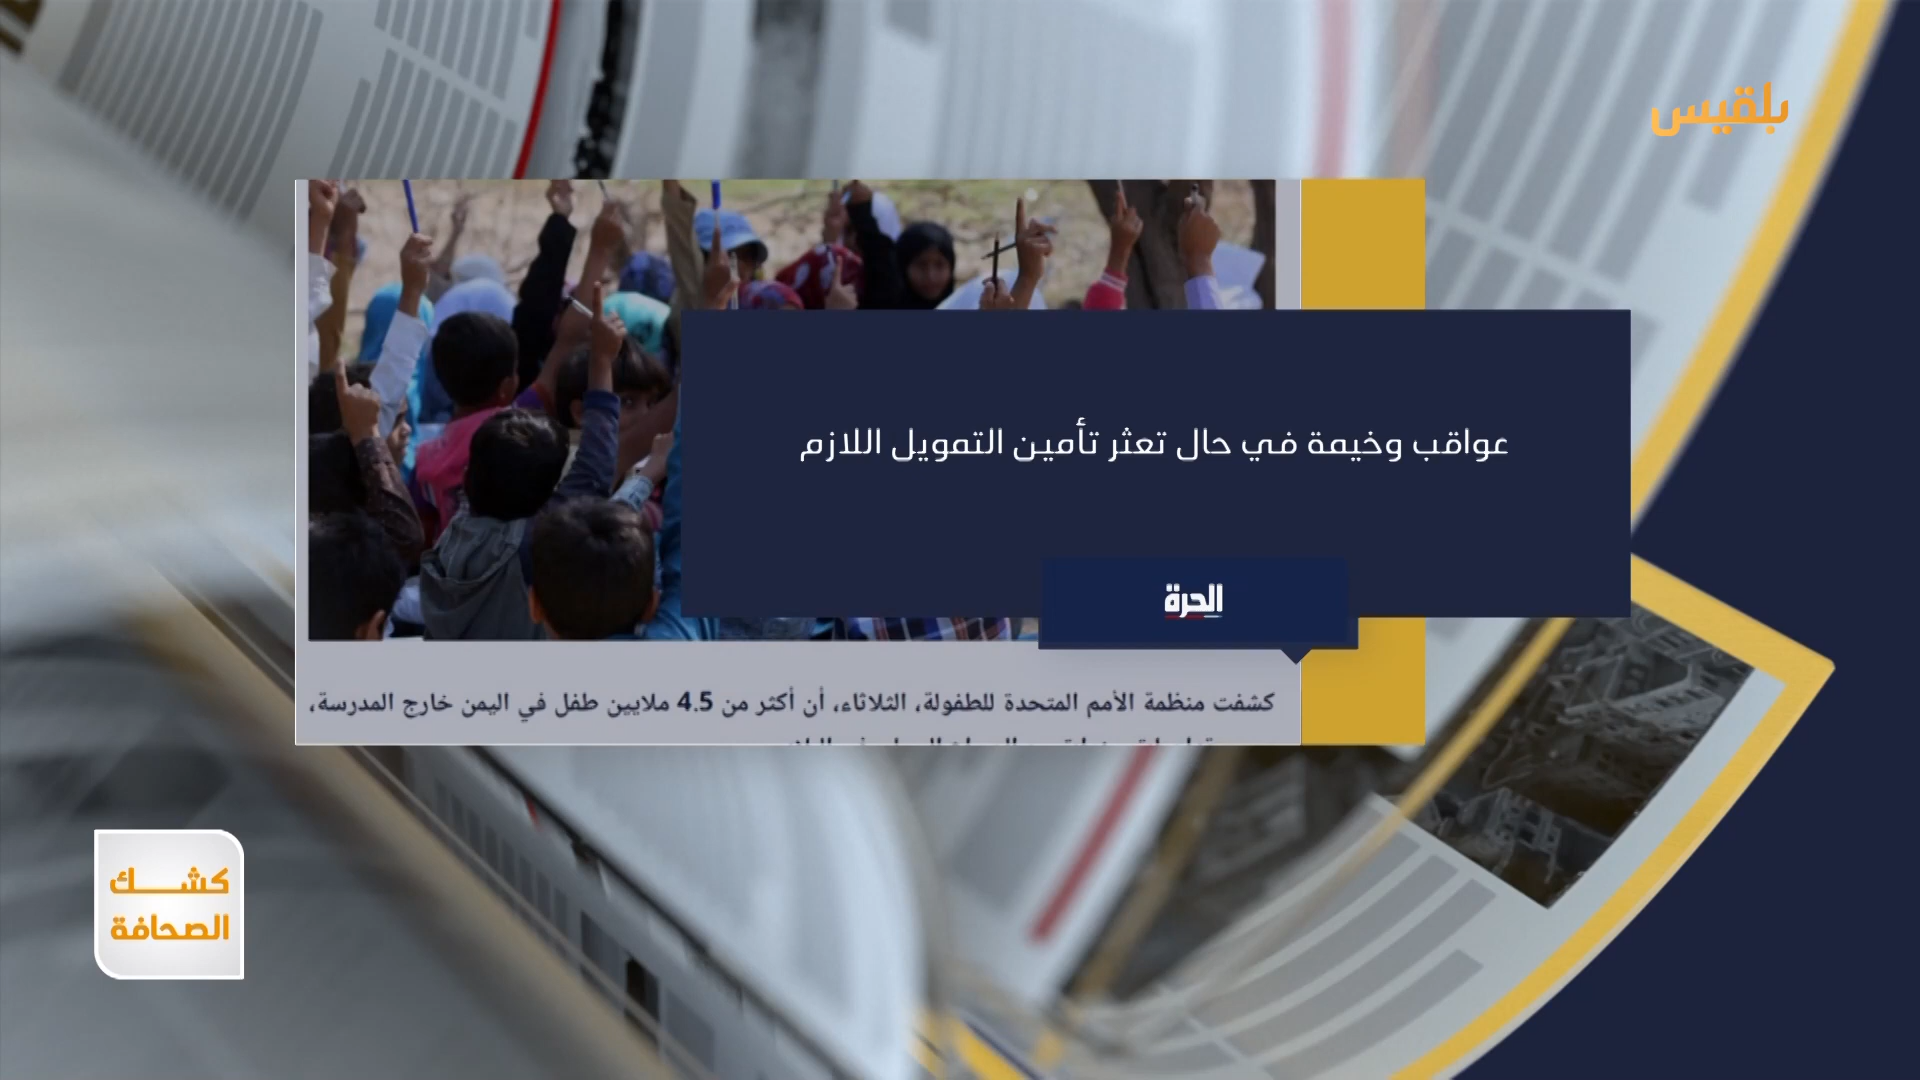 بلقيس
عواقب وخيمة في حال تعثر تأمين التمويل اللازم
الحرة
كشفت منظمة الأمم المتحدة للطفولة، الثلاثاء، أن أكثر من 4.5 ملايين طفل في اليمن خارج المدرسة،
كشك
الصحافة